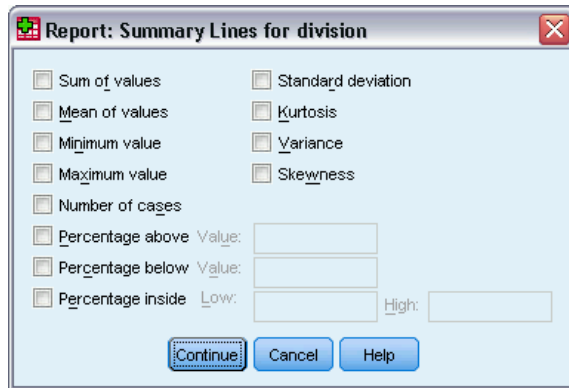 Report: Summary Lines for division
Sum of values
Standard deviation
Mean of values
Kurtosis
Minimum value
Variance
Maximum value
Skewness
Number of cases
Percentage above Value:
Percentage below Value:
Percentage inside Low: High:
Continue Cancel Help